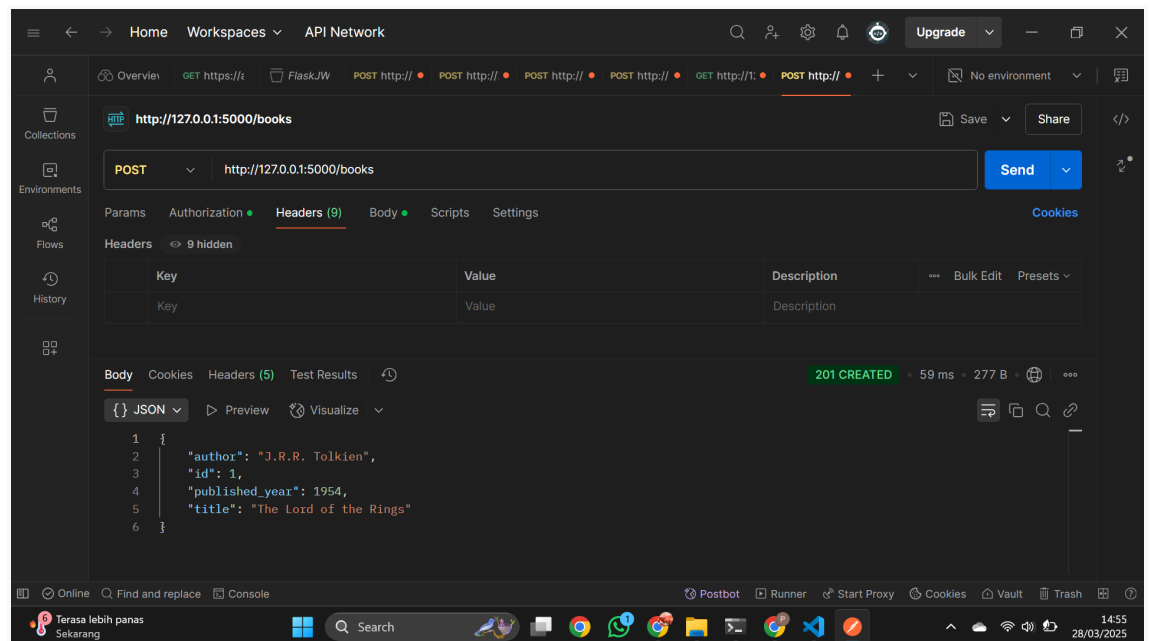 Home Workspaces API Network Upgrade
Overviev GET https://a FlaskJW POST http:// POST http:// POST http:// POST http:// GET http://1: POST http:// No environment
HTTP http://127.0.0.1:5000/books Save Share
Collections
POST http://127.0.0.1:5000/books Send
Environments
Params Authorization Headers (9) Body Scripts Settings Cookies
Flows
Headers 9 hidden
Key Value Description Bulk Edit Presets
History
Key Value Description
Body Cookies Headers (5) Test Results 201 CREATED 59 ms 277 B
{} JSON Preview Visualize
1 {
2 "author": "J.R.R. Tolkien",
3 "id": 1,
4 "published_year": 1954,
5 "title": "The Lord of the Rings"
6 }
Online Find and replace Console Postbot Runner Start Proxy Cookies Vault Trash
6 Terasa lebih panas
Sekarang
Search
14:55
28/03/2025